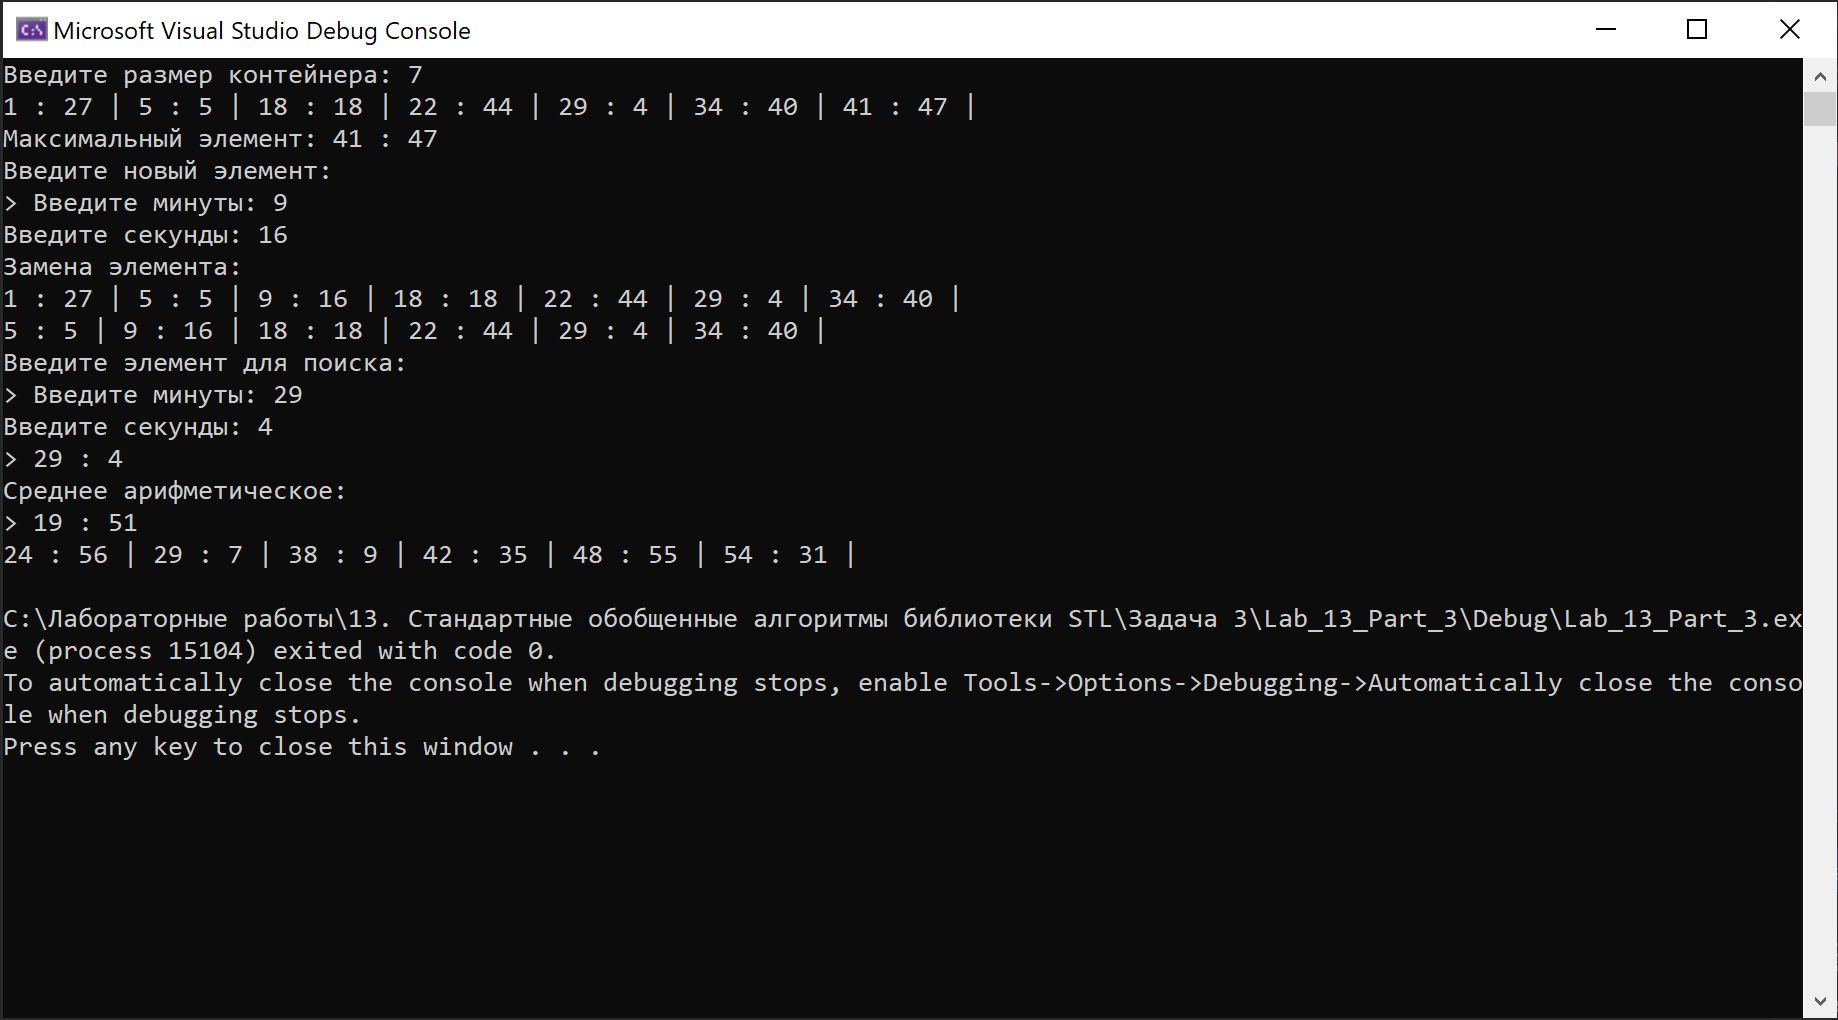 Microsoft Visual Studio Debug Console
Введите размер контейнера: 7
1 : 27 | 5 : 5 | 18 : 18 | 22 : 44 | 29 : 4 | 34 : 40 | 41 : 47 |
Максимальный элемент: 41 : 47
Введите новый элемент:
> Введите минуты: 9
Введите секунды: 16
Замена элемента:
1 : 27 | 5 : 5 | 9 : 16 | 18 : 18 | 22 : 44 | 29 : 4 | 34 : 40 |
5 : 5 | 9 : 16 | 18 : 18 | 22 : 44 | 29 : 4 | 34 : 40 |
Введите элемент для поиска:
> Введите минуты: 29
Введите секунды: 4
> 29 : 4
Среднее арифметическое:
> 19 : 51
24 : 56 | 29 : 7 | 38 : 9 | 42 : 35 | 48 : 55 | 54 : 31 |
C:\Лабораторные работы\13. Стандартные обобщенные алгоритмы библиотеки STL\Задача 3\Lab_13_Part_3\Debug\Lab_13_Part_3.ex
e (process 15104) exited with code 0.
To automatically close the console when debugging stops, enable Tools->Options->Debugging->Automatically close the conso
le when debugging stops.
Press any key to close this window . . .